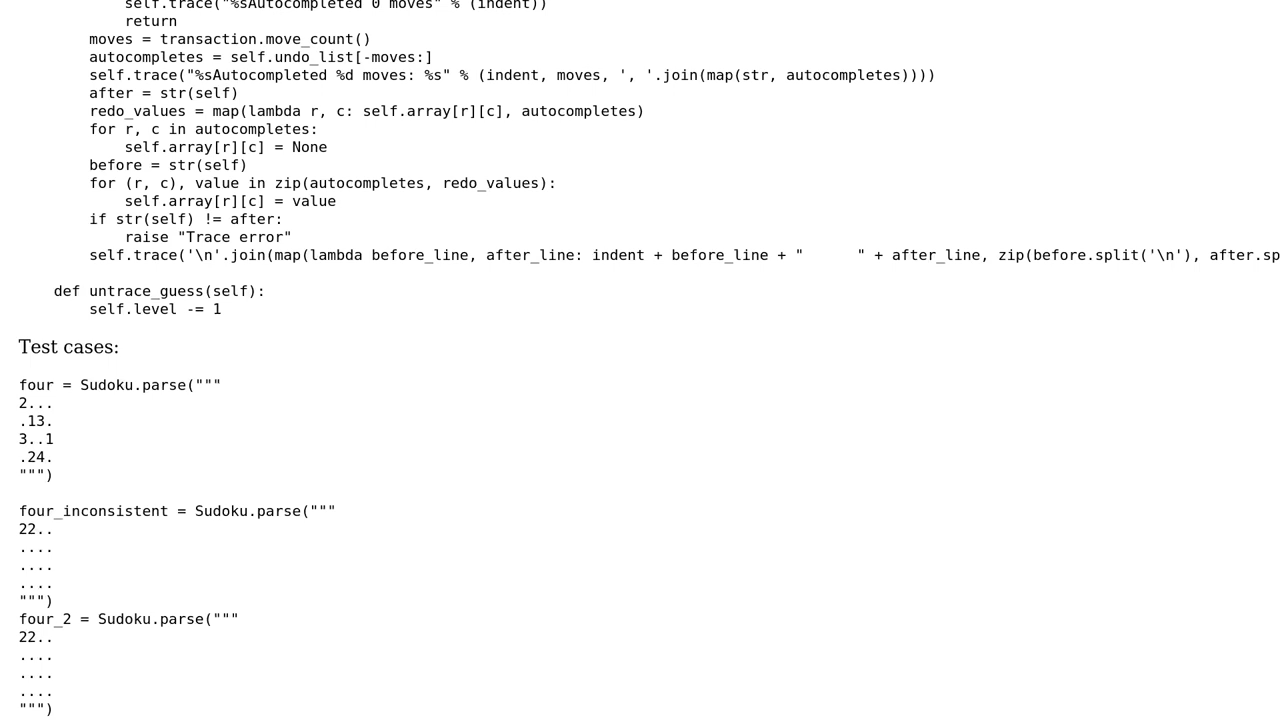 self.trace("%sAutocompleted 0 moves" % (indent))
            return
        moves = transaction.move_count()
        autocompletes = self.undo_list[-moves:]
        self.trace("%sAutocompleted %d moves: %s" % (indent, moves, ', '.join(map(str, autocompletes))))
        after = str(self)
        redo_values = map(lambda r, c: self.array[r][c], autocompletes)
        for r, c in autocompletes:
            self.array[r][c] = None
        before = str(self)
        for (r, c), value in zip(autocompletes, redo_values):
            self.array[r][c] = value
        if str(self) != after:
            raise "Trace error"
        self.trace('\n'.join(map(lambda before_line, after_line: indent + before_line + "      " + after_line, zip(before.split('\n'), after.sp
    def untrace_guess(self):
        self.level -= 1
Test cases:
four = Sudoku.parse("""
2...
.13.
3..1
.24.
""")
four_inconsistent = Sudoku.parse("""
22..
....
....
....
""")
four_2 = Sudoku.parse("""
22..
....
....
....
""")